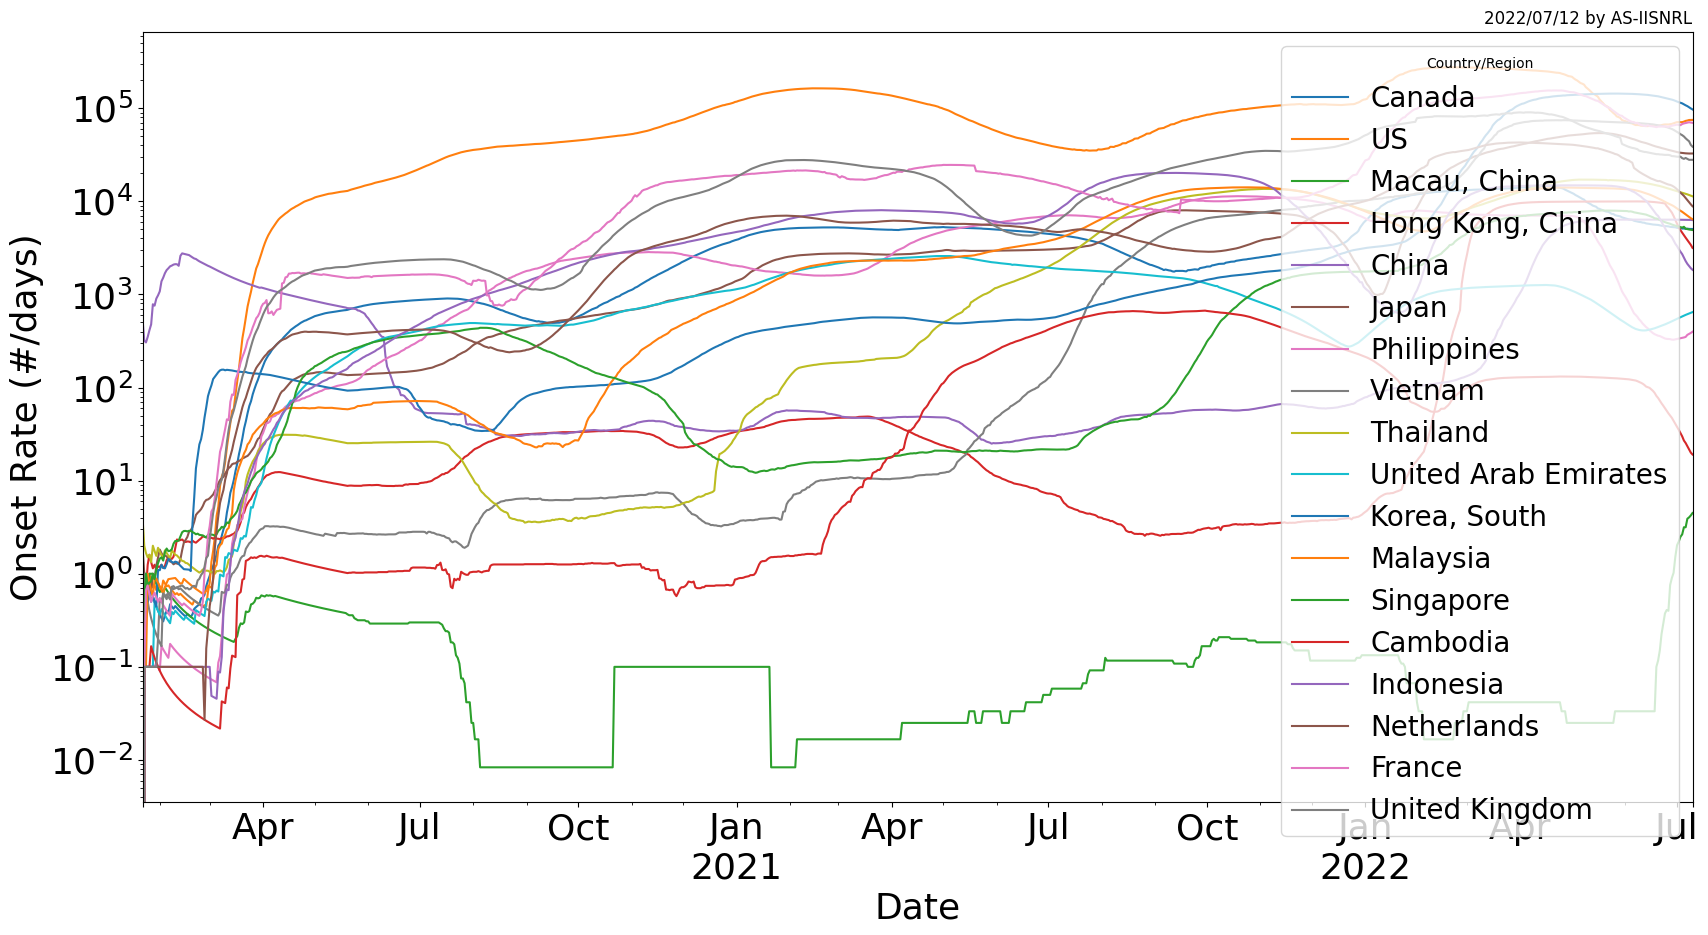 2022/07/12 by AS-IISNRL
Onset Rate (#/days)
10^5
10^4
10^3
10^2
10^1
10^0
10^−1
10^−2
Country/Region
Canada
US
Macau, China
Hong Kong, China
China
Japan
Philippines
Vietnam
Thailand
United Arab Emirates
Korea, South
Malaysia
Singapore
Cambodia
Indonesia
Netherlands
France
United Kingdom
Apr Jul Oct Jan Apr Jul Oct Jan Apr Jul
2021 2022
Date